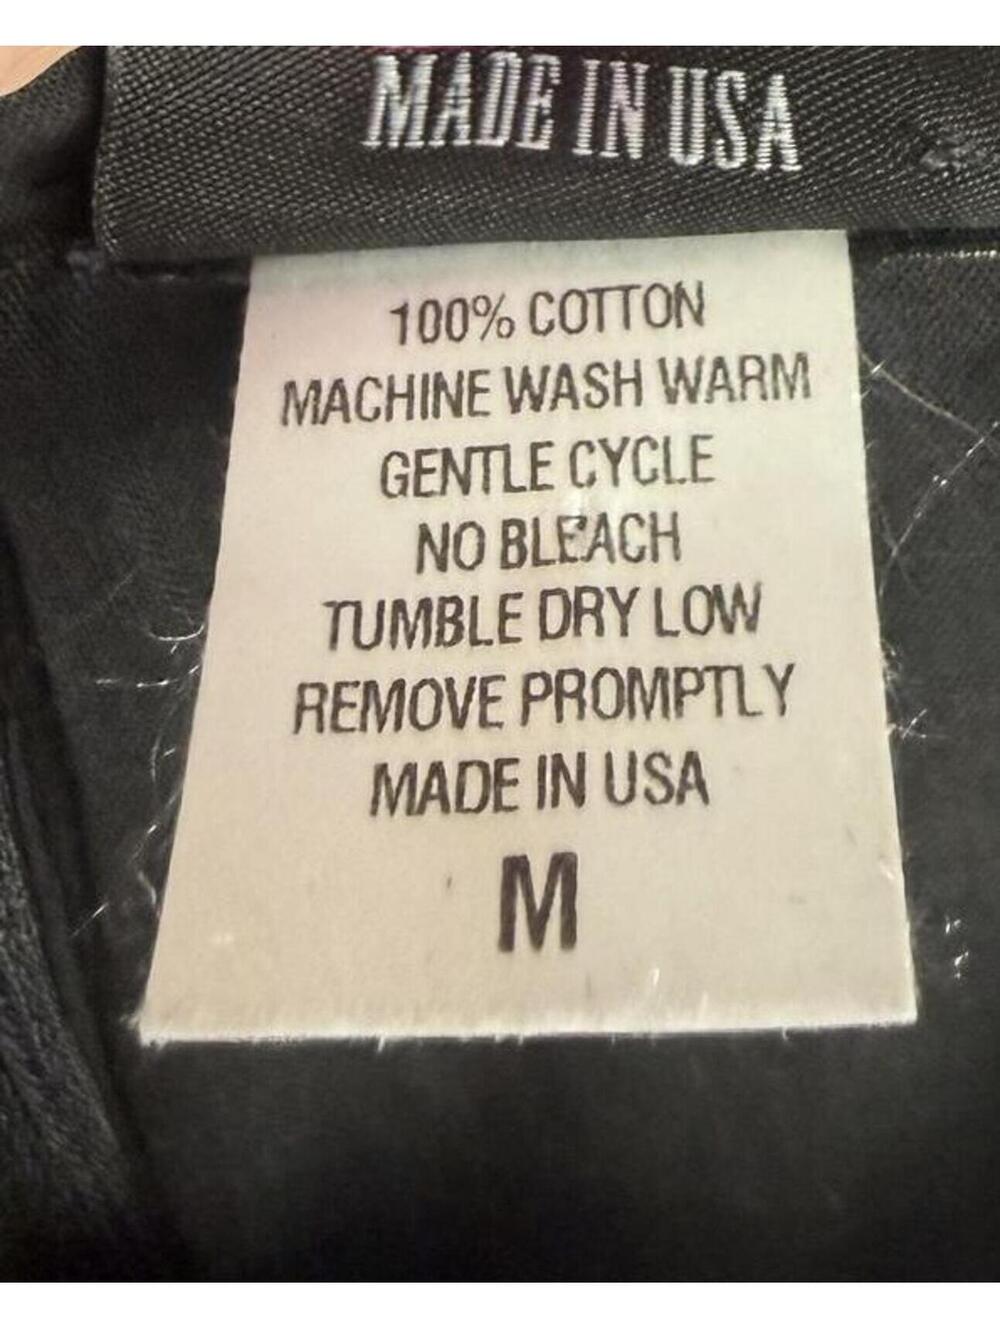 MADE IN USA
100% COTTON
MACHINE WASH WARM
GENTLE CYCLE
NO BLEACH
TUMBLE DRY LOW
REMOVE PROMPTLY
MADE IN USA
M